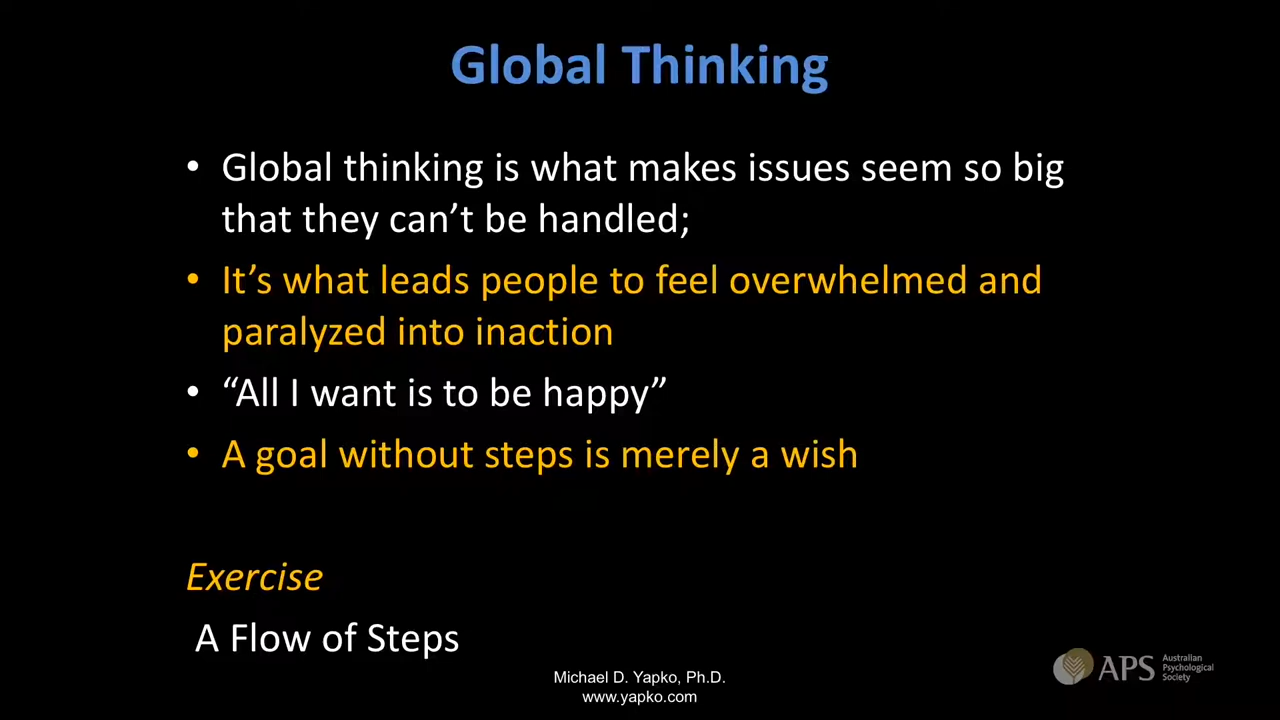 Global Thinking
• Global thinking is what makes issues seem so big
that they can’t be handled;
• It’s what leads people to feel overwhelmed and
paralyzed into inaction
• “All I want is to be happy”
• A goal without steps is merely a wish
Exercise
A Flow of Steps
Michael D. Yapko, Ph.D.
www.yapko.com
APS
Australian
Psychological
Society